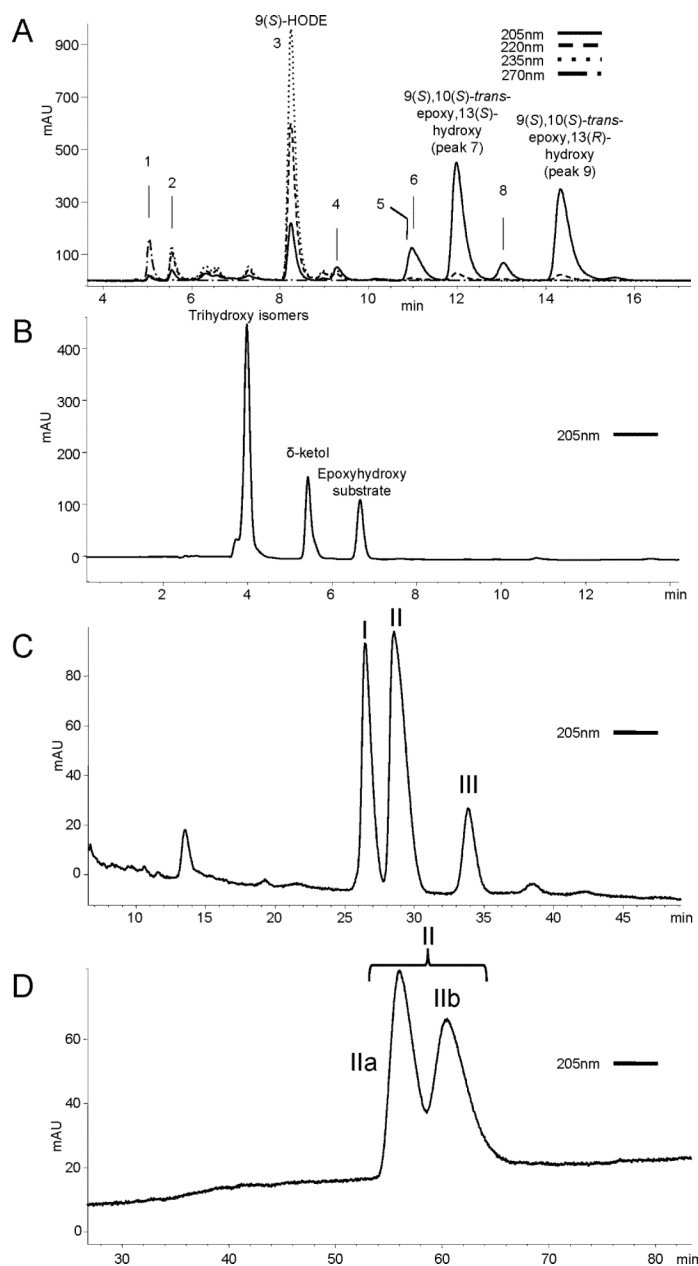 A
9(S)-HODE
3
205nm
220nm
235nm
270nm
900
700
500
300
100
mAU
1
2
4
5
6
9(S),10(S)-trans-
epoxy,13(S)-
hydroxy
(peak 7)
8
9(S),10(S)-trans-
epoxy,13(R)-
hydroxy
(peak 9)
4
6
8
10
12
14
16
min
B
Trihydroxy isomers
400
300
200
100
0
mAU
δ-ketol
Epoxyhydroxy
substrate
205nm
2
4
6
8
10
12
min
C
I
II
III
80
60
40
20
0
mAU
205nm
10
15
20
25
30
35
40
45
min
D
II
IIa
IIb
60
40
20
0
mAU
205nm
30
40
50
60
70
80
min